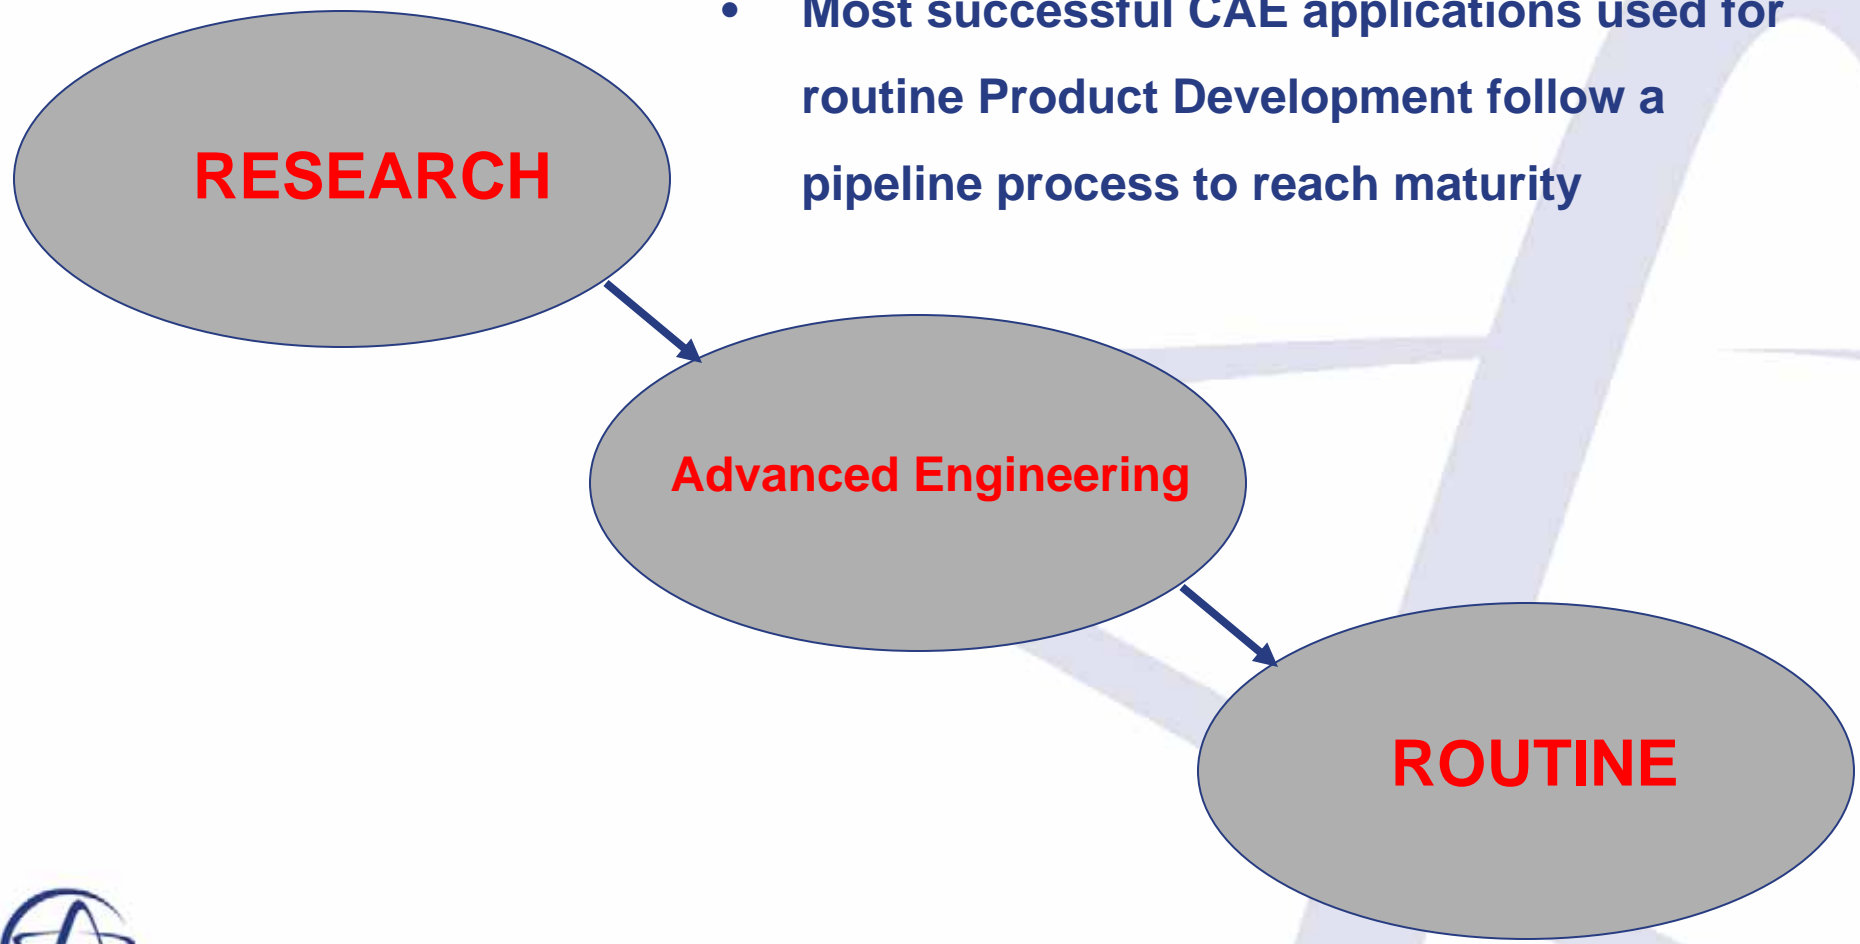 • Most successful CAE applications used for
routine Product Development follow a
pipeline process to reach maturity
RESEARCH
Advanced Engineering
ROUTINE